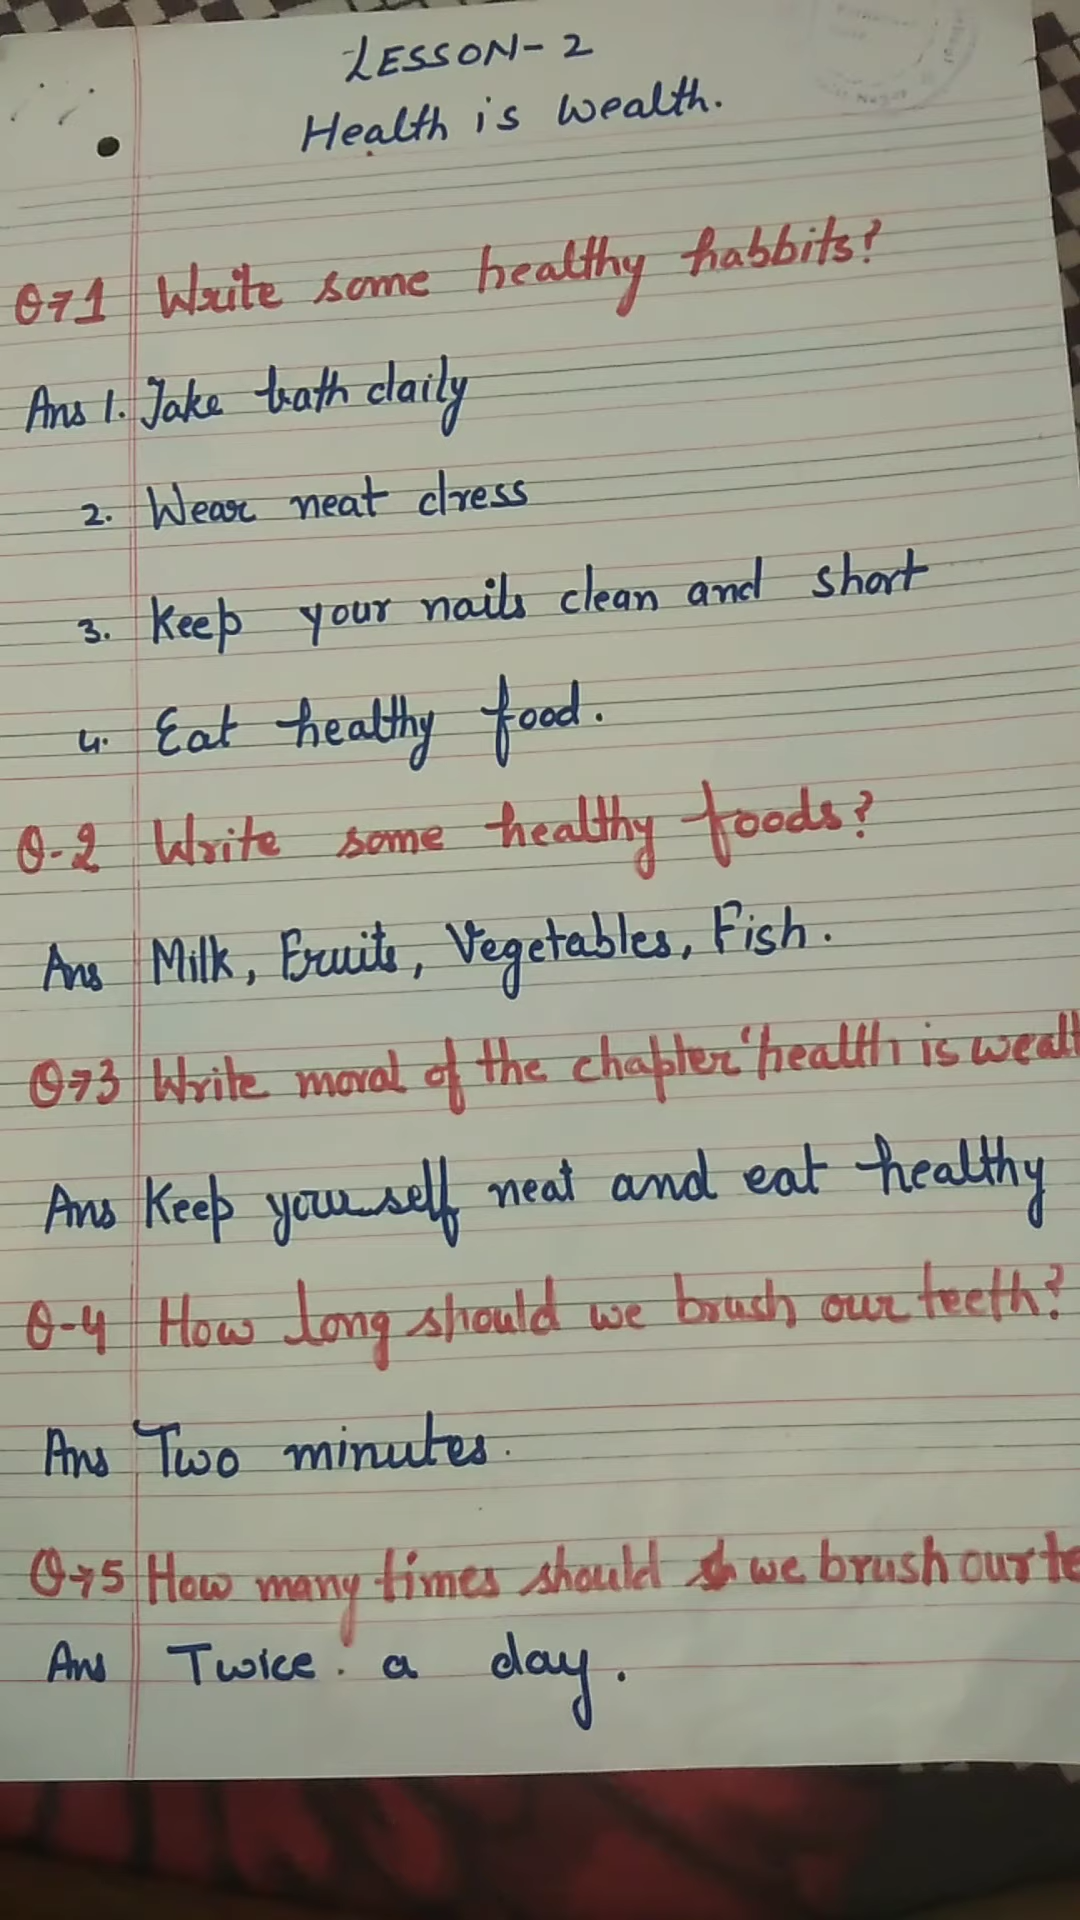 LESSON-2
Health is wealth.
Q→1 Write some healthy habbits?
Ans 1. Take bath daily
2. Wear neat dress
3. Keep your nails clean and short
4. Eat healthy food.
Q-2 Write some healthy foods?
Ans Milk, Fruits, Vegetables, Fish.
Q→3 Write moral of the chapter "health is wealt
Ans Keep yourself neat and eat healthy
Q-4 How long should we brush our teeth?
Ans Two minutes.
Q→5 How many times should we brush our te
Ans Twice. a day.